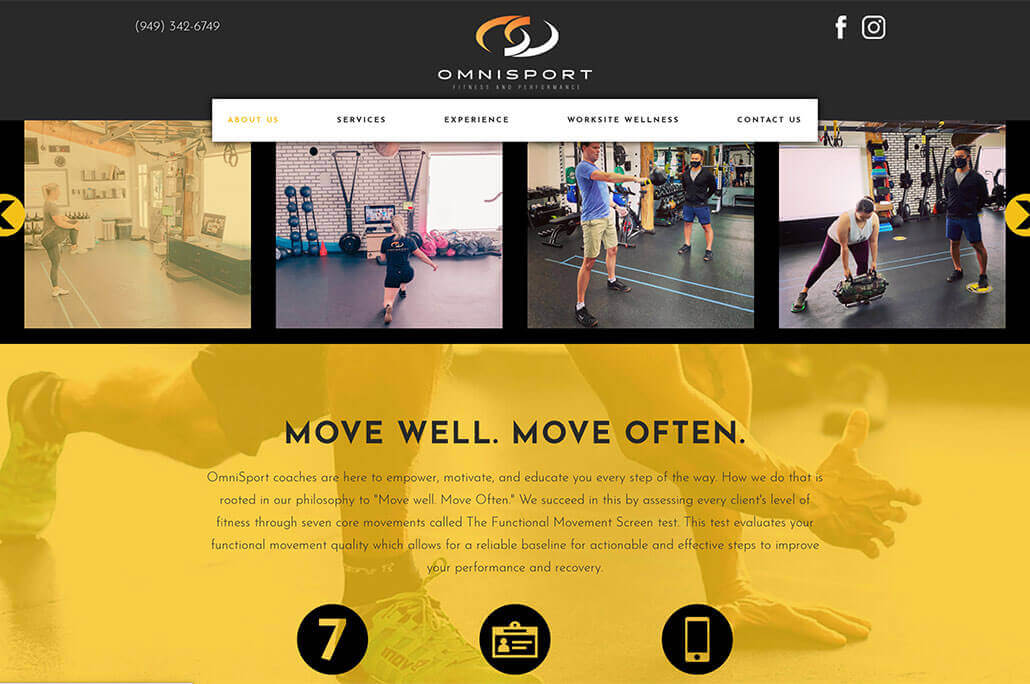 (949) 342-6749
OMNISPORT
FITNESS AND PERFORMANCE
ABOUT US
SERVICES
EXPERIENCE
WORKSITE WELLNESS
CONTACT US
MOVE WELL. MOVE OFTEN.
OmniSport coaches are here to empower, motivate, and educate you every step of the way. How we do that is
rooted in our philosophy to "Move well. Move Often." We succeed in this by assessing every client's level of
fitness through seven core movements called The Functional Movement Screen test. This test evaluates your
functional movement quality which allows for a reliable baseline for actionable and effective steps to improve
your performance and recovery.
7